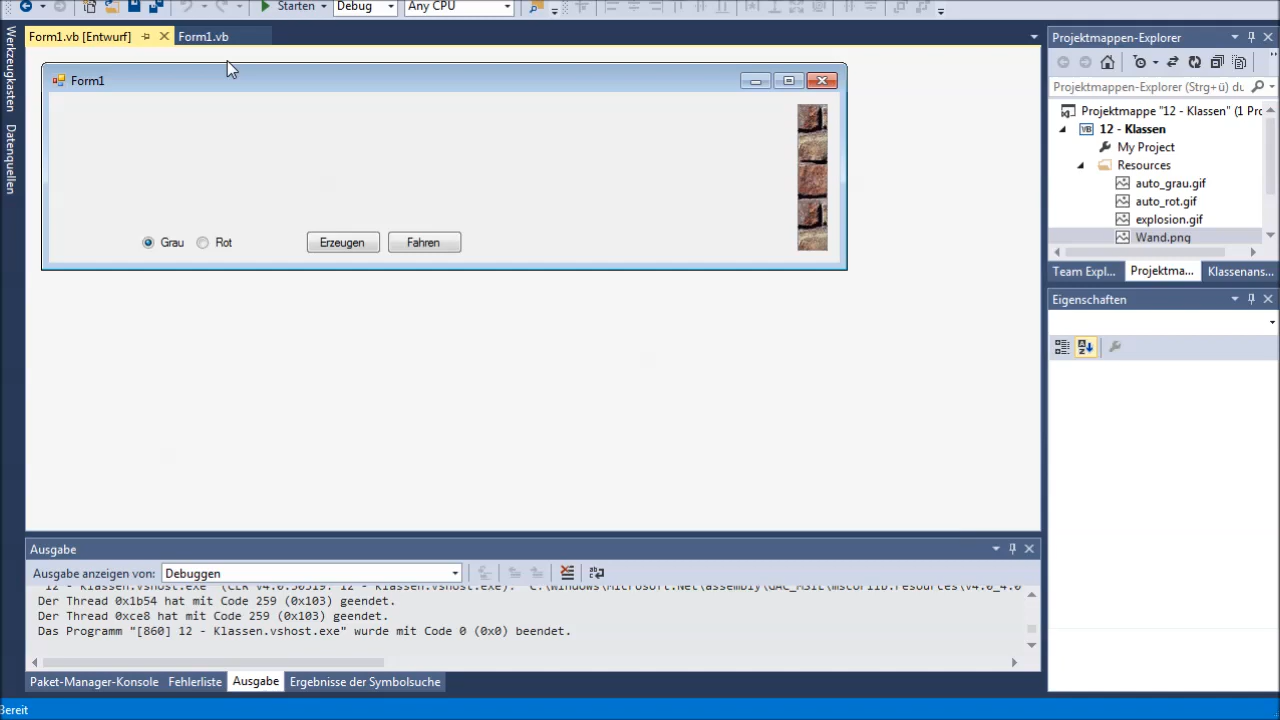 Starten Debug Any CPU
Form1.vb [Entwurf] Form1.vb
Werkzeugkasten
Datenquellen
Form1
Grau Rot Erzeugen Fahren
Projektmappen-Explorer
Projektmappen-Explorer (Strg+ü) du
Projektmappe "12 - Klassen" (1 Pro
12 - Klassen
My Project
Resources
auto_grau.gif
auto_rot.gif
explosion.gif
Wand.png
Team Expl... Projektma... Klassenans...
Eigenschaften
Ausgabe
Ausgabe anzeigen von: Debuggen
Der Thread 0x1b54 hat mit Code 259 (0x103) geendet.
Der Thread 0xce8 hat mit Code 259 (0x103) geendet.
Das Programm "[860] 12 - Klassen.vshost.exe" wurde mit Code 0 (0x0) beendet.
Paket-Manager-Konsole Fehlerliste Ausgabe Ergebnisse der Symbolsuche
Bereit